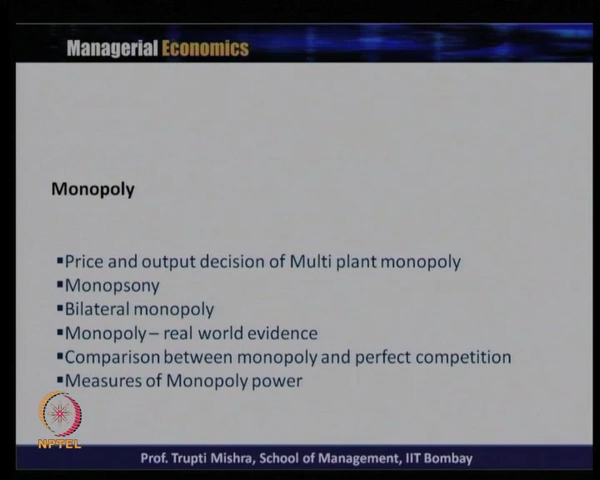 Managerial Economics
Monopoly
▪Price and output decision of Multi plant monopoly
▪Monopsony
▪Bilateral monopoly
▪Monopoly – real world evidence
▪Comparison between monopoly and perfect competition
▪Measures of Monopoly power
NPTEL
Prof. Trupti Mishra, School of Management, IIT Bombay